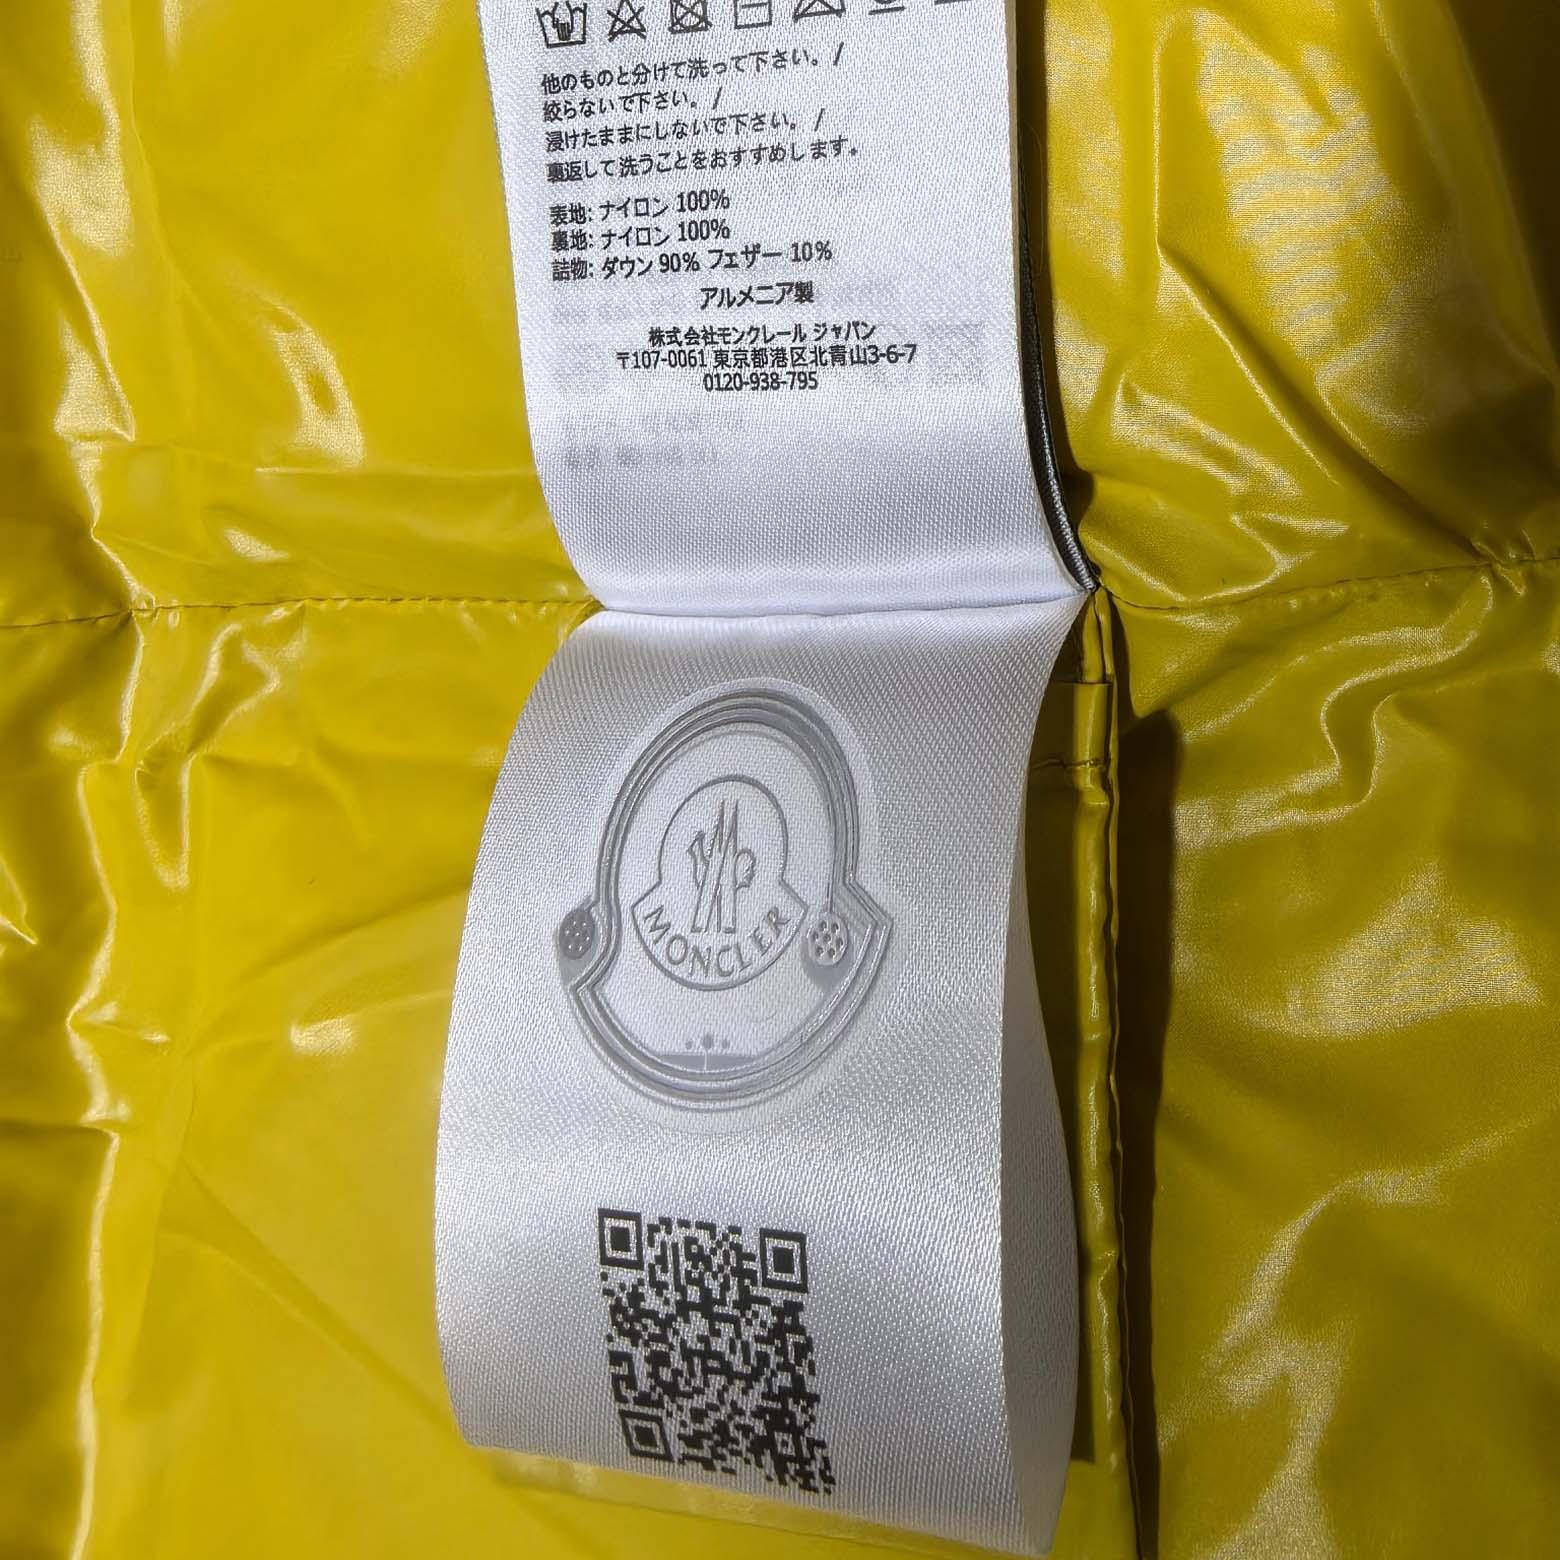 他のものと分けて洗って下さい。/
絞らないで下さい。/
浸けたままにしないで下さい。/
裏返して洗うことをおすすめします。
表地: ナイロン 100%
裏地: ナイロン 100%
詰物: ダウン 90% フェザー 10%
アルメニア製
株式会社モンクレール ジャパン
〒107-0061 東京都港区北青山3-6-7
0120-938-795
MONCLER